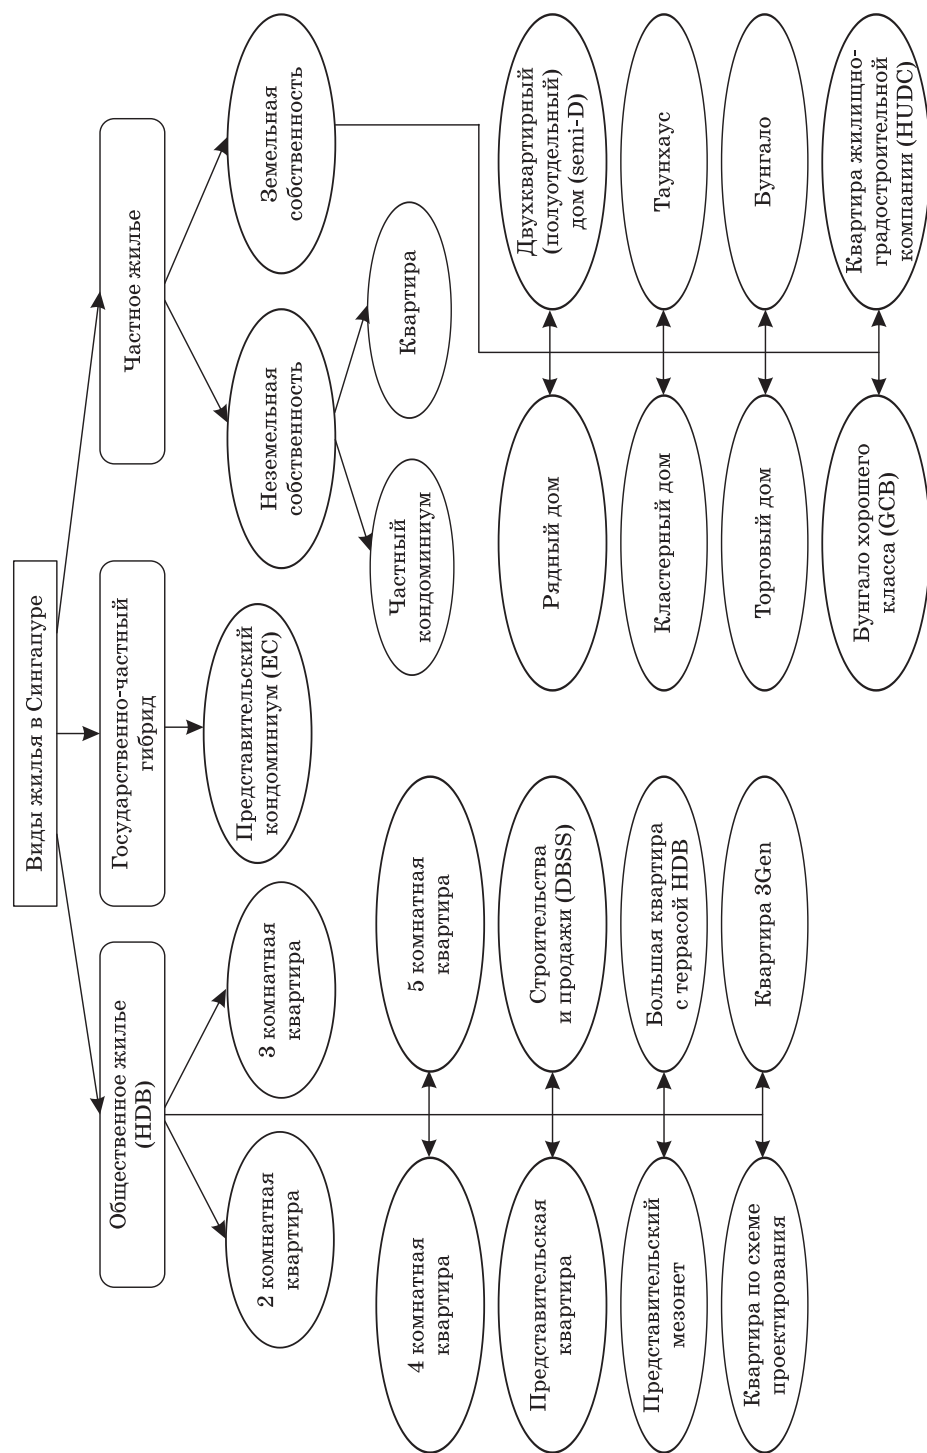 Виды жилья в Сингапуре
Общественное жилье
(HDB)
Государственно-частный
гибрид
Частное жилье
2 комнатная
квартира
3 комнатная
квартира
Представительский
кондоминиум (EC)
Неземельная
собственность
Земельная
собственность
Частный
кондоминиум
Квартира
4 комнатная
квартира
5 комнатная
квартира
Представительская
квартира
Строительства
и продажи (DBSS)
Представительский
мезонет
Большая квартира
с террасой HDB
Квартира по схеме
проектирования
Квартира 3Gen
Рядный дом
Двухквартирный
(полуотдельный)
дом (semi-D)
Кластерный дом
Таунхаус
Торговый дом
Бунгало
Бунгало хорошего
класса (GCB)
Квартира жилищно-
градостроительной
компании (HUDC)